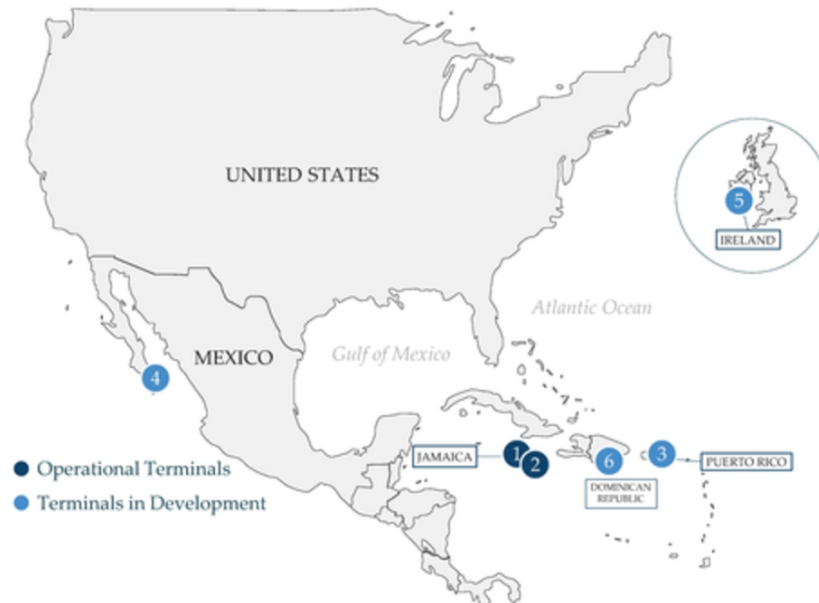 UNITED STATES
5
IRELAND
Atlantic Ocean
Gulf of Mexico
MEXICO
4
JAMAICA
1
2
6
3
PUERTO RICO
DOMINICAN
REPUBLIC
Operational Terminals
Terminals in Development